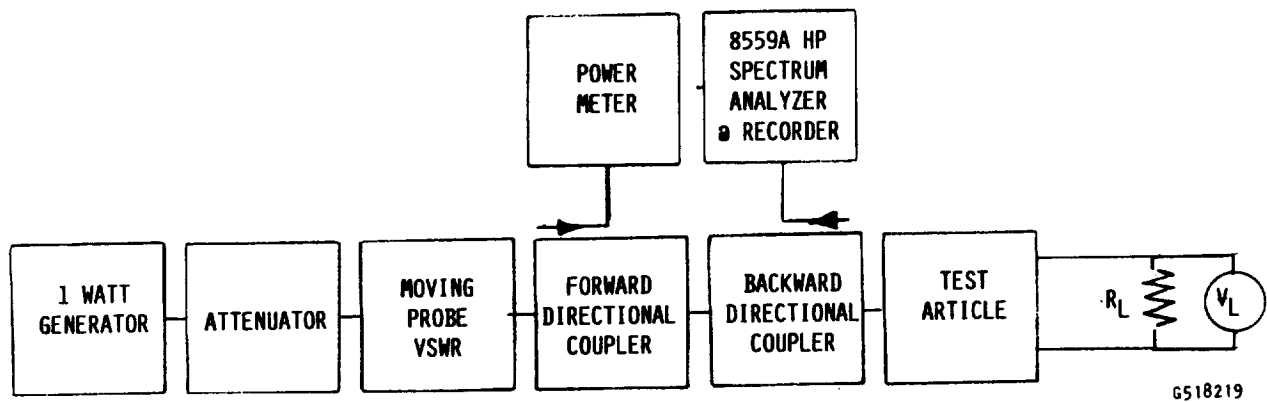 POWER
METER
8559A HP
SPECTRUM
ANALYZER
a RECORDER
1 WATT
GENERATOR
ATTENUATOR
MOVING
PROBE
VSWR
FORWARD
DIRECTIONAL
COUPLER
BACKWARD
DIRECTIONAL
COUPLER
TEST
ARTICLE
RL
VL
G518219